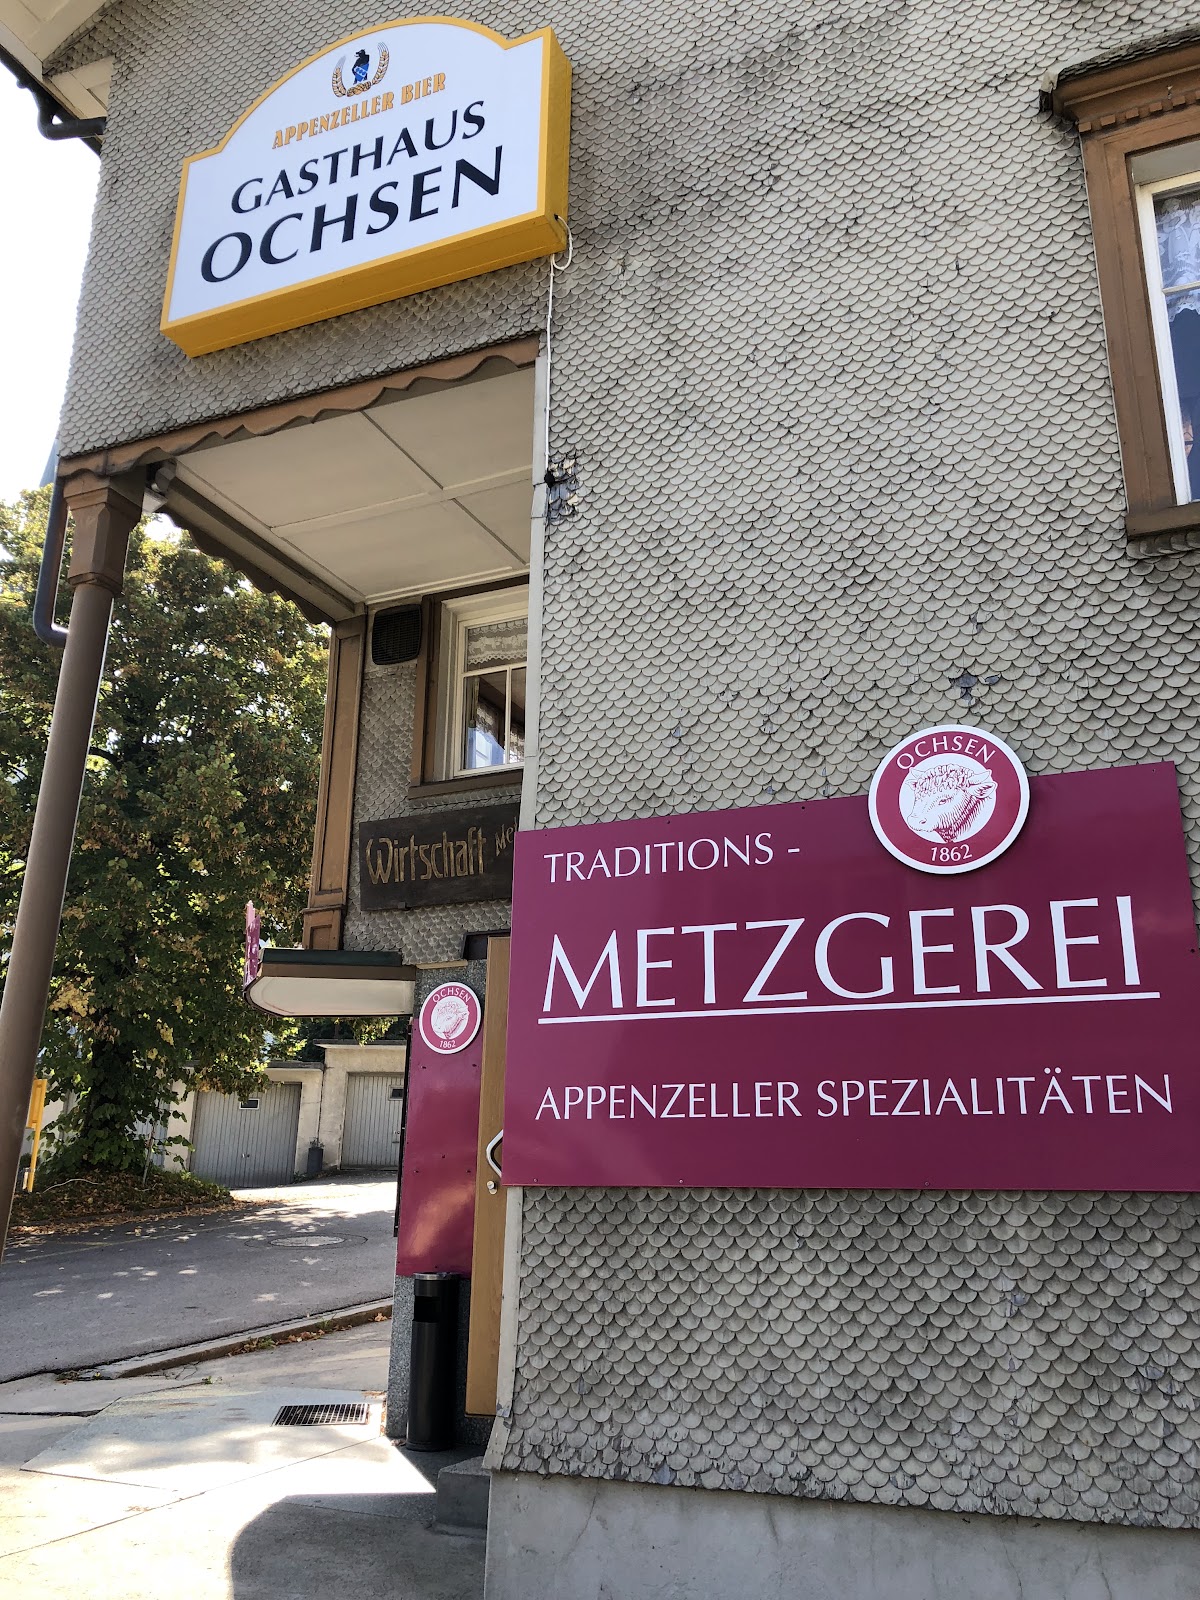 APPENZELLER BIER
GASTHAUS
OCHSEN
Wirtschaft
OCHSEN
1862
TRADITIONS -
METZGEREI
APPENZELLER SPEZIALITÄTEN
OCHSEN
1862